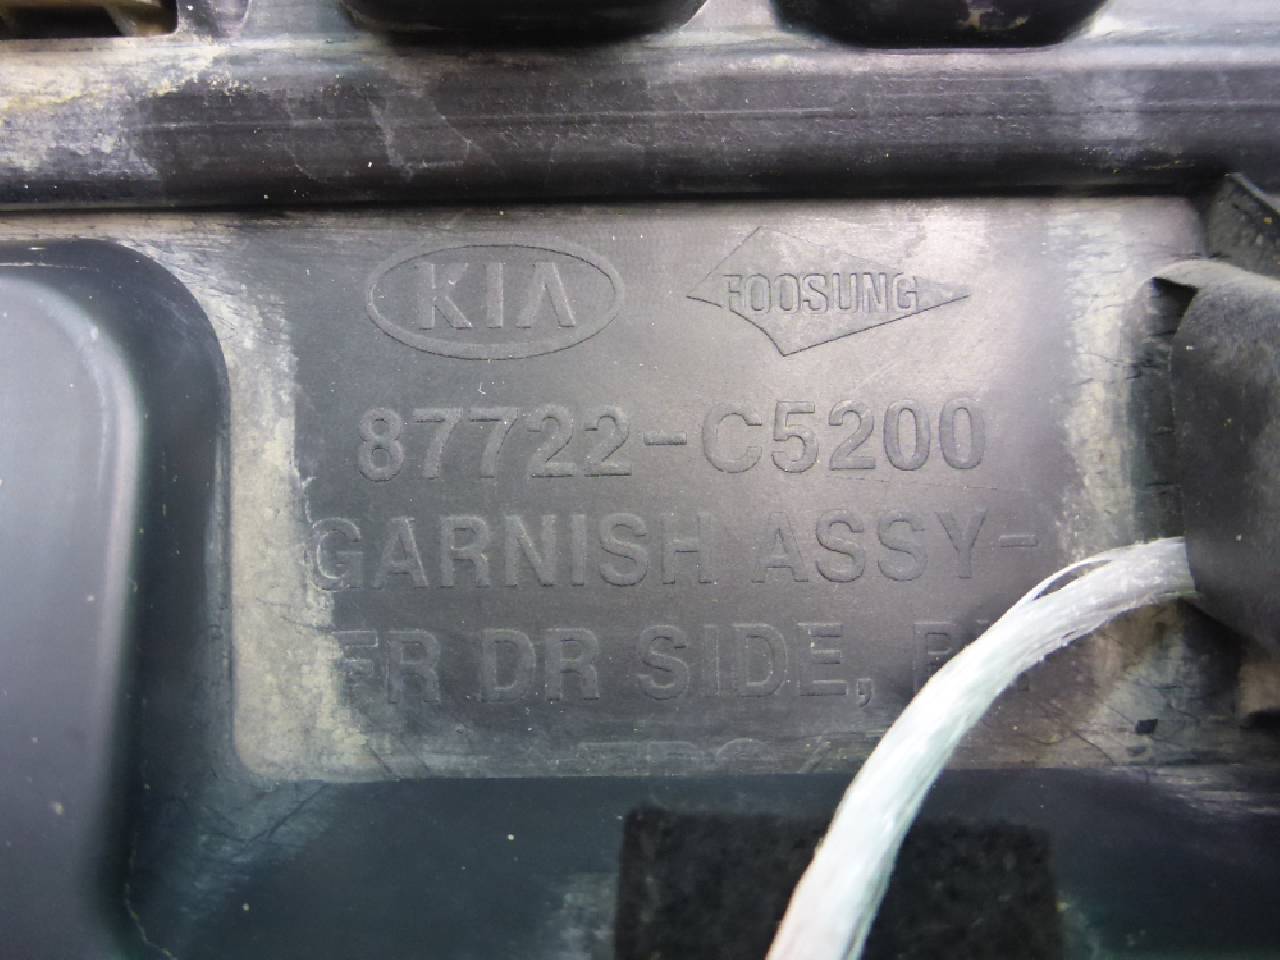 KIA FOOSUNG
87722-C5200
GARNISH ASSY-
FR DR SIDE,